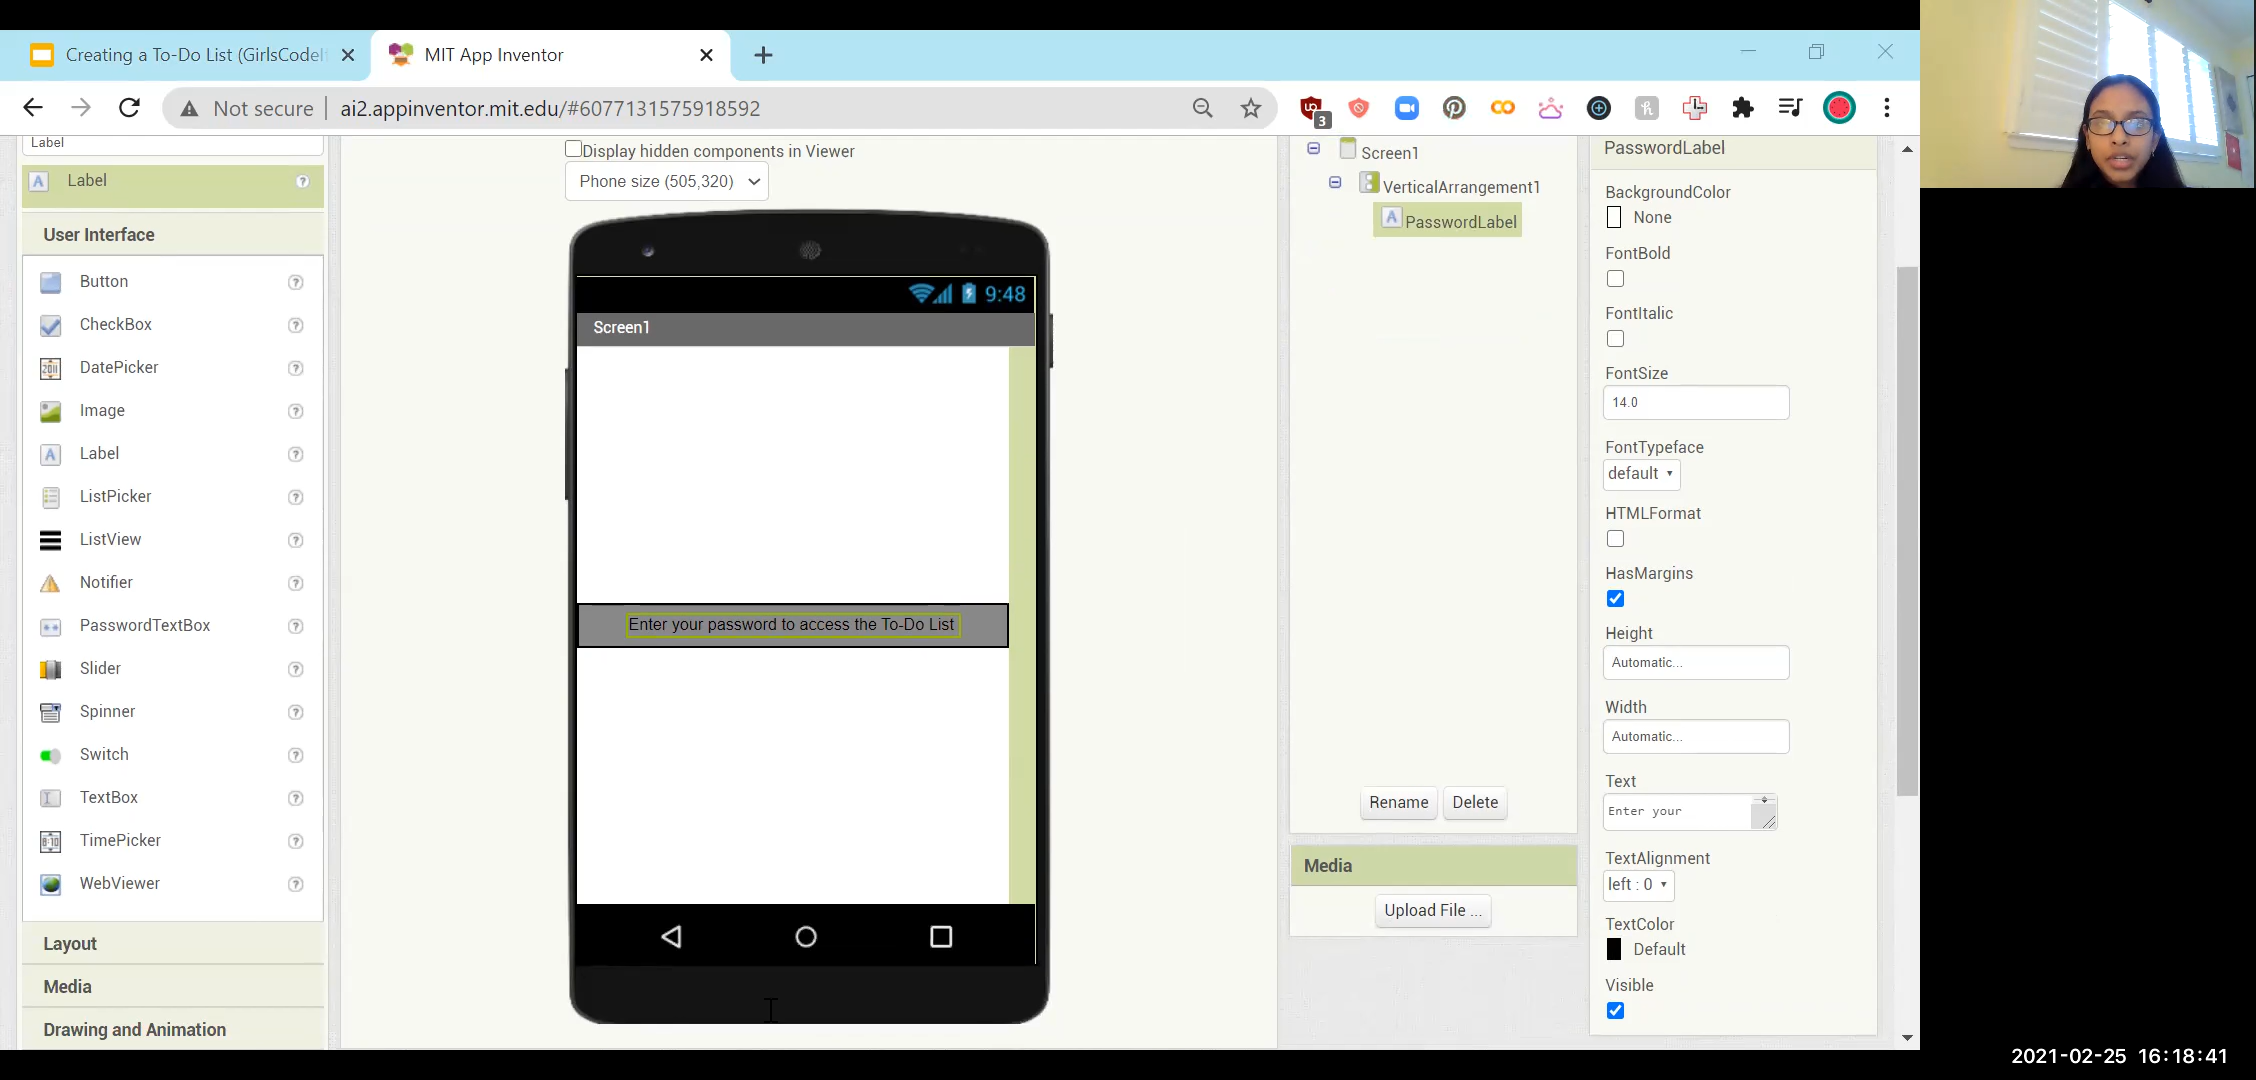 Creating a To-Do List (GirlsCodeI
MIT App Inventor
Not secure
ai2.appinventor.mit.edu/#6077131575918592
3
Label
Label
User Interface
Button
CheckBox
DatePicker
Image
Label
ListPicker
ListView
Notifier
PasswordTextBox
Slider
Spinner
Switch
TextBox
TimePicker
WebViewer
Layout
Media
Drawing and Animation
Display hidden components in Viewer
Phone size (505,320)
9:48
Screen1
Enter your password to access the To-Do List
Screen1
VerticalArrangement1
PasswordLabel
Rename
Delete
Media
Upload File ...
PasswordLabel
BackgroundColor
None
FontBold
FontItalic
FontSize
14.0
FontTypeface
default
HTMLFormat
HasMargins
Height
Automatic...
Width
Automatic...
Text
Enter your
TextAlignment
left : 0
TextColor
Default
Visible
2021-02-25 16:18:41